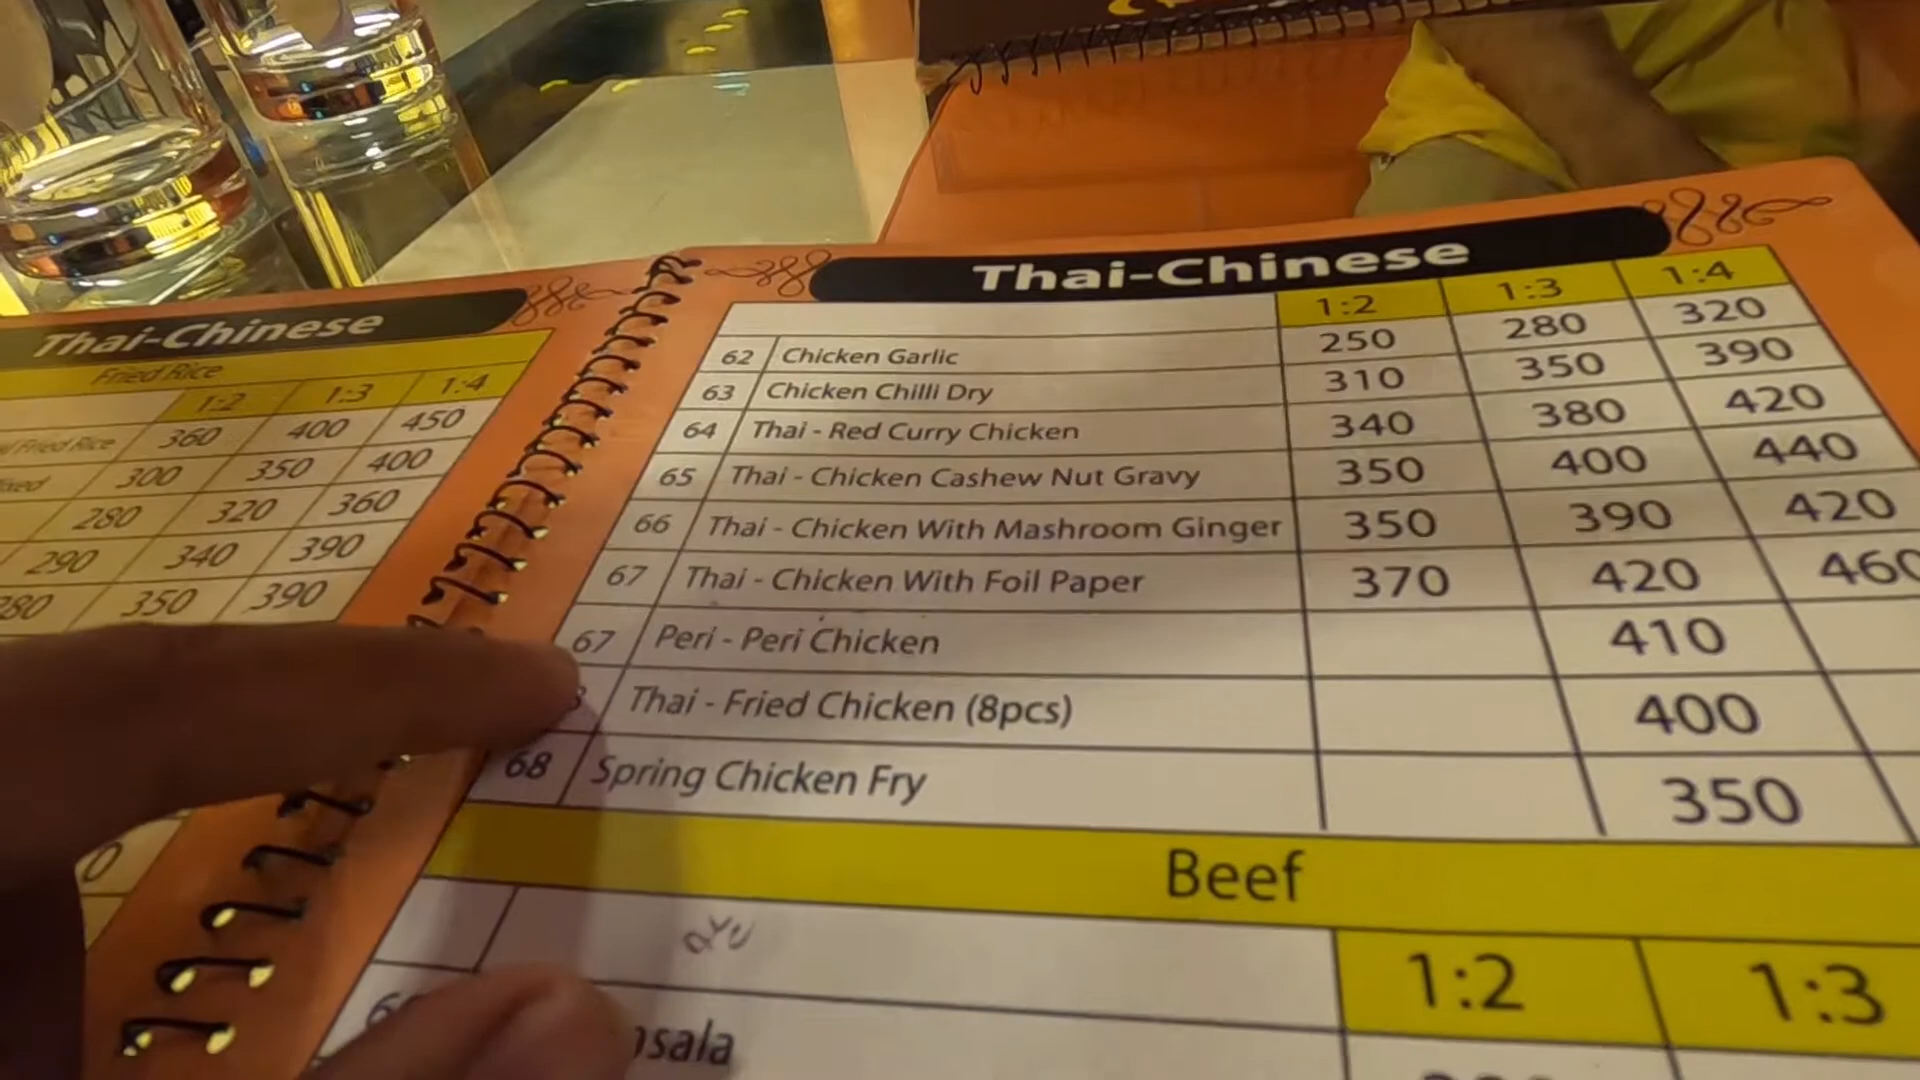 Thai-Chinese
Fried Rice
1:2 1:3 1:4
Fried Rice 360 400 450
300 350 400
280 320 360
290 340 390
350 390
Thai-Chinese
1:2 1:3 1:4
62 Chicken Garlic 250 280 320
63 Chicken Chilli Dry 310 350 390
64 Thai - Red Curry Chicken 340 380 420
65 Thai - Chicken Cashew Nut Gravy 350 400 440
66 Thai - Chicken With Mashroom Ginger 350 390 420
67 Thai - Chicken With Foil Paper 370 420 460
67 Peri - Peri Chicken 410
Thai - Fried Chicken (8pcs) 400
68 Spring Chicken Fry 350
Beef
1:2 1:3